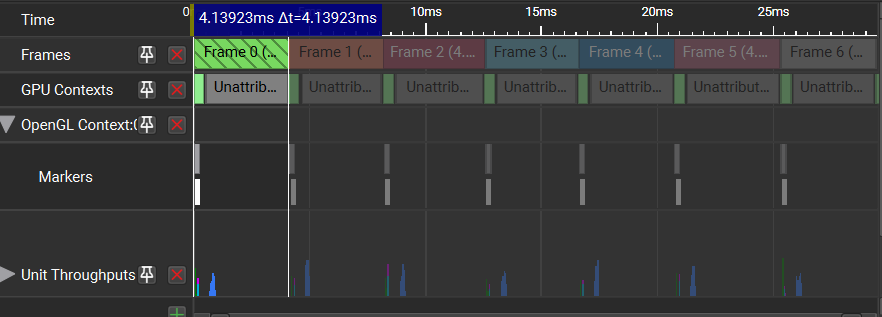 Time
0
4.13923ms Δt=4.13923ms
10ms
15ms
20ms
25ms
Frames
Frame 0 (...
Frame 1 (...
Frame 2 (4....
Frame 3 (...
Frame 4 (...
Frame 5 (4....
Frame 6 (...
GPU Contexts
Unattrib...
Unattrib...
Unattrib...
Unattrib...
Unattrib...
Unattribut...
Unattrib...
OpenGL Context:(
Markers
Unit Throughputs